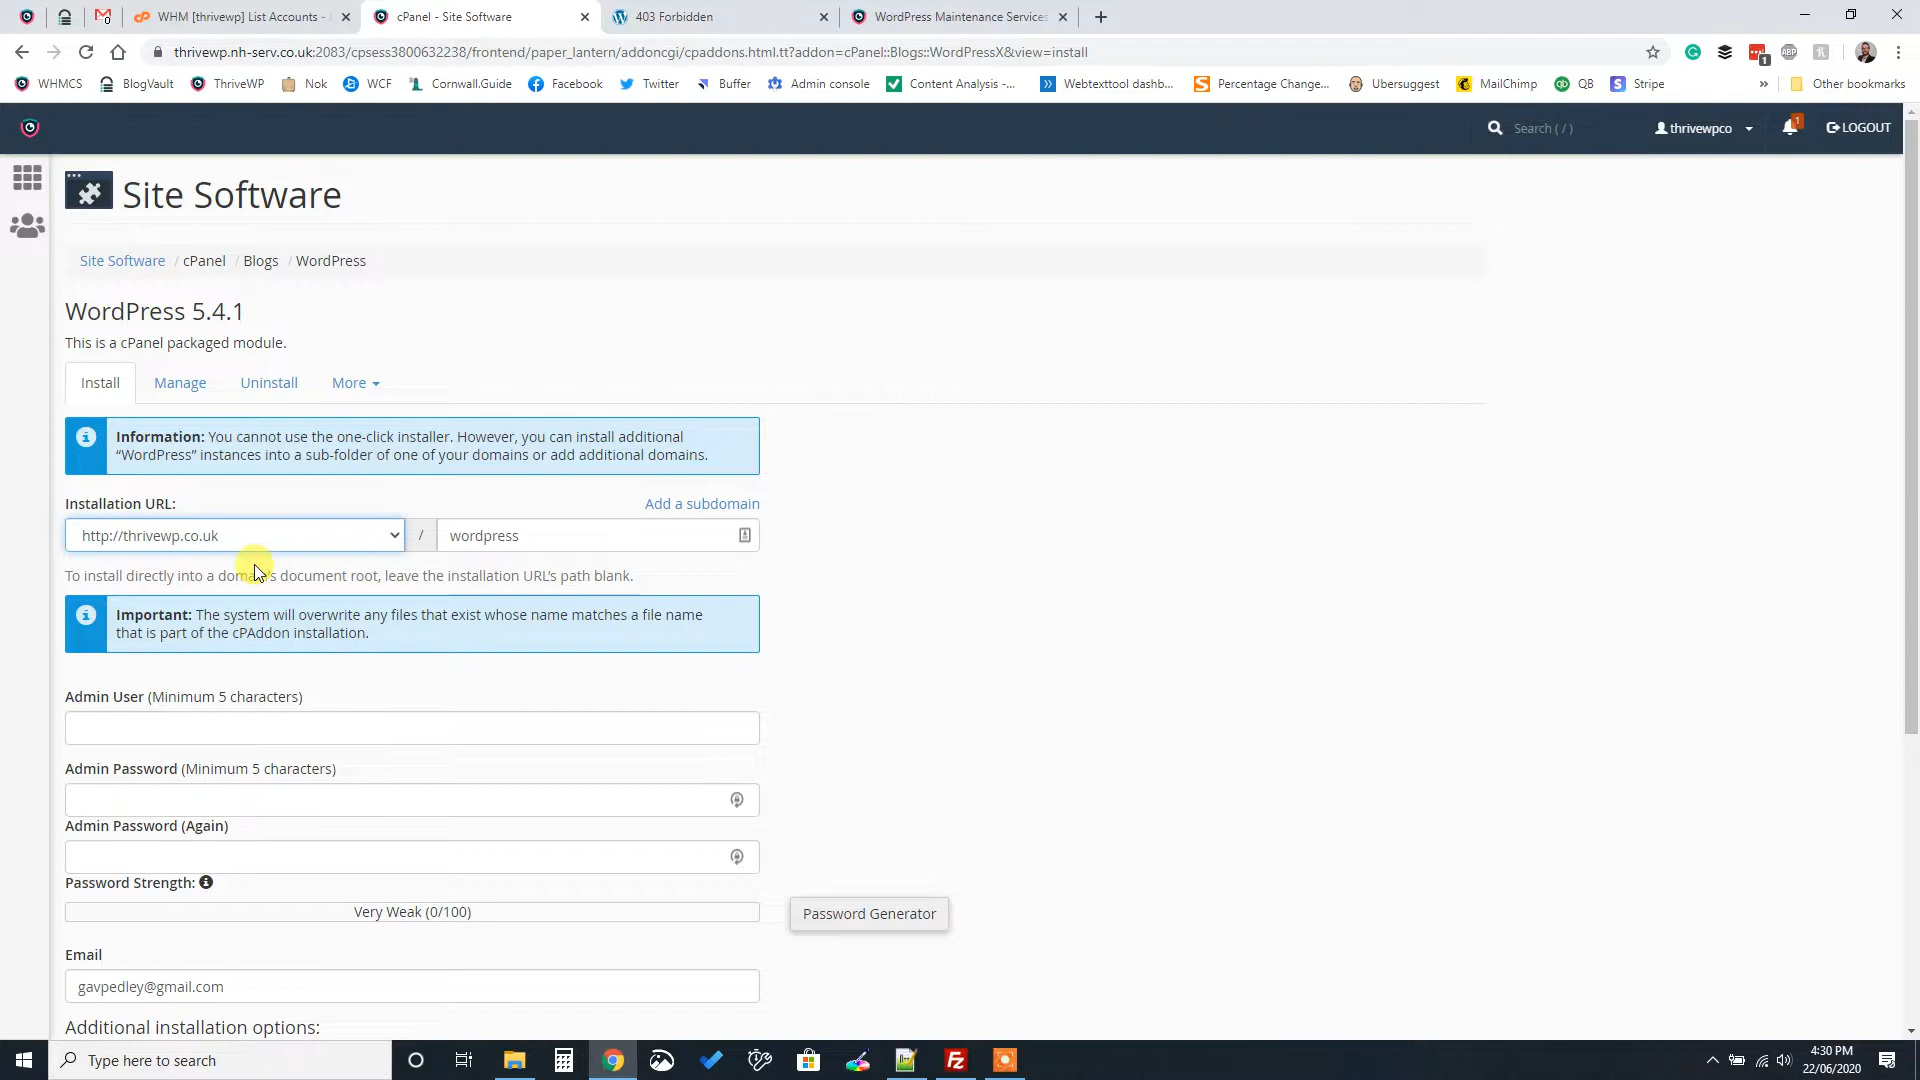 WHM [thrivewp] List Accounts -
cPanel - Site Software
403 Forbidden
WordPress Maintenance Services
thrivewp.nh-serv.co.uk:2083/cpsess3800632238/frontend/paper_lantern/addoncgi/cpaddons.html.tt?addon=cPanel::Blogs::WordPressX&view=install
WHMCS
BlogVault
ThriveWP
Nok
WCF
Cornwall.Guide
Facebook
Twitter
Buffer
Admin console
Content Analysis -...
Webtexttool dashb...
Percentage Change...
Ubersuggest
MailChimp
QB
Stripe
»
Other bookmarks
Search ( / )
thrivewpco
1
LOGOUT
Site Software
Site Software / cPanel / Blogs / WordPress
WordPress 5.4.1
This is a cPanel packaged module.
Install
Manage
Uninstall
More
Information: You cannot use the one-click installer. However, you can install additional
“WordPress” instances into a sub-folder of one of your domains or add additional domains.
Installation URL:
Add a subdomain
http://thrivewp.co.uk
/
wordpress
To install directly into a domain’s document root, leave the installation URL’s path blank.
Important: The system will overwrite any files that exist whose name matches a file name
that is part of the cPAddon installation.
Admin User (Minimum 5 characters)
Admin Password (Minimum 5 characters)
Admin Password (Again)
Password Strength:
Very Weak (0/100)
Password Generator
Email
gavpedley@gmail.com
Additional installation options:
Type here to search
4:30 PM
22/06/2020